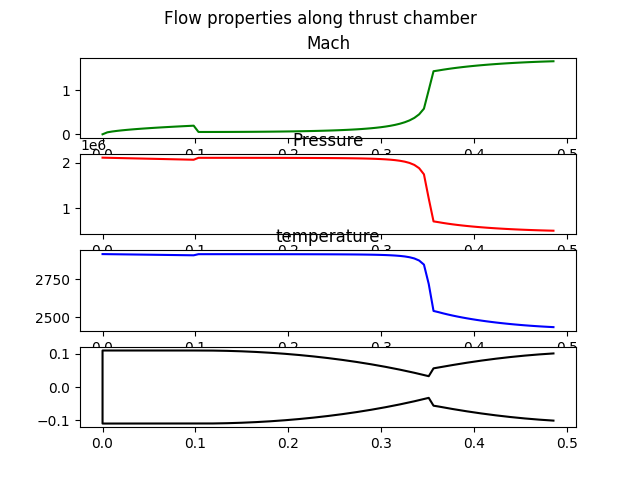 Flow properties along thrust chamber
Mach
1
0
0.0 0.1 0.2 0.3 0.4 0.5
1e6
Pressure
2
1
temperature
2750
2500
0.1
0.0
−0.1
0.0 0.1 0.2 0.3 0.4 0.5